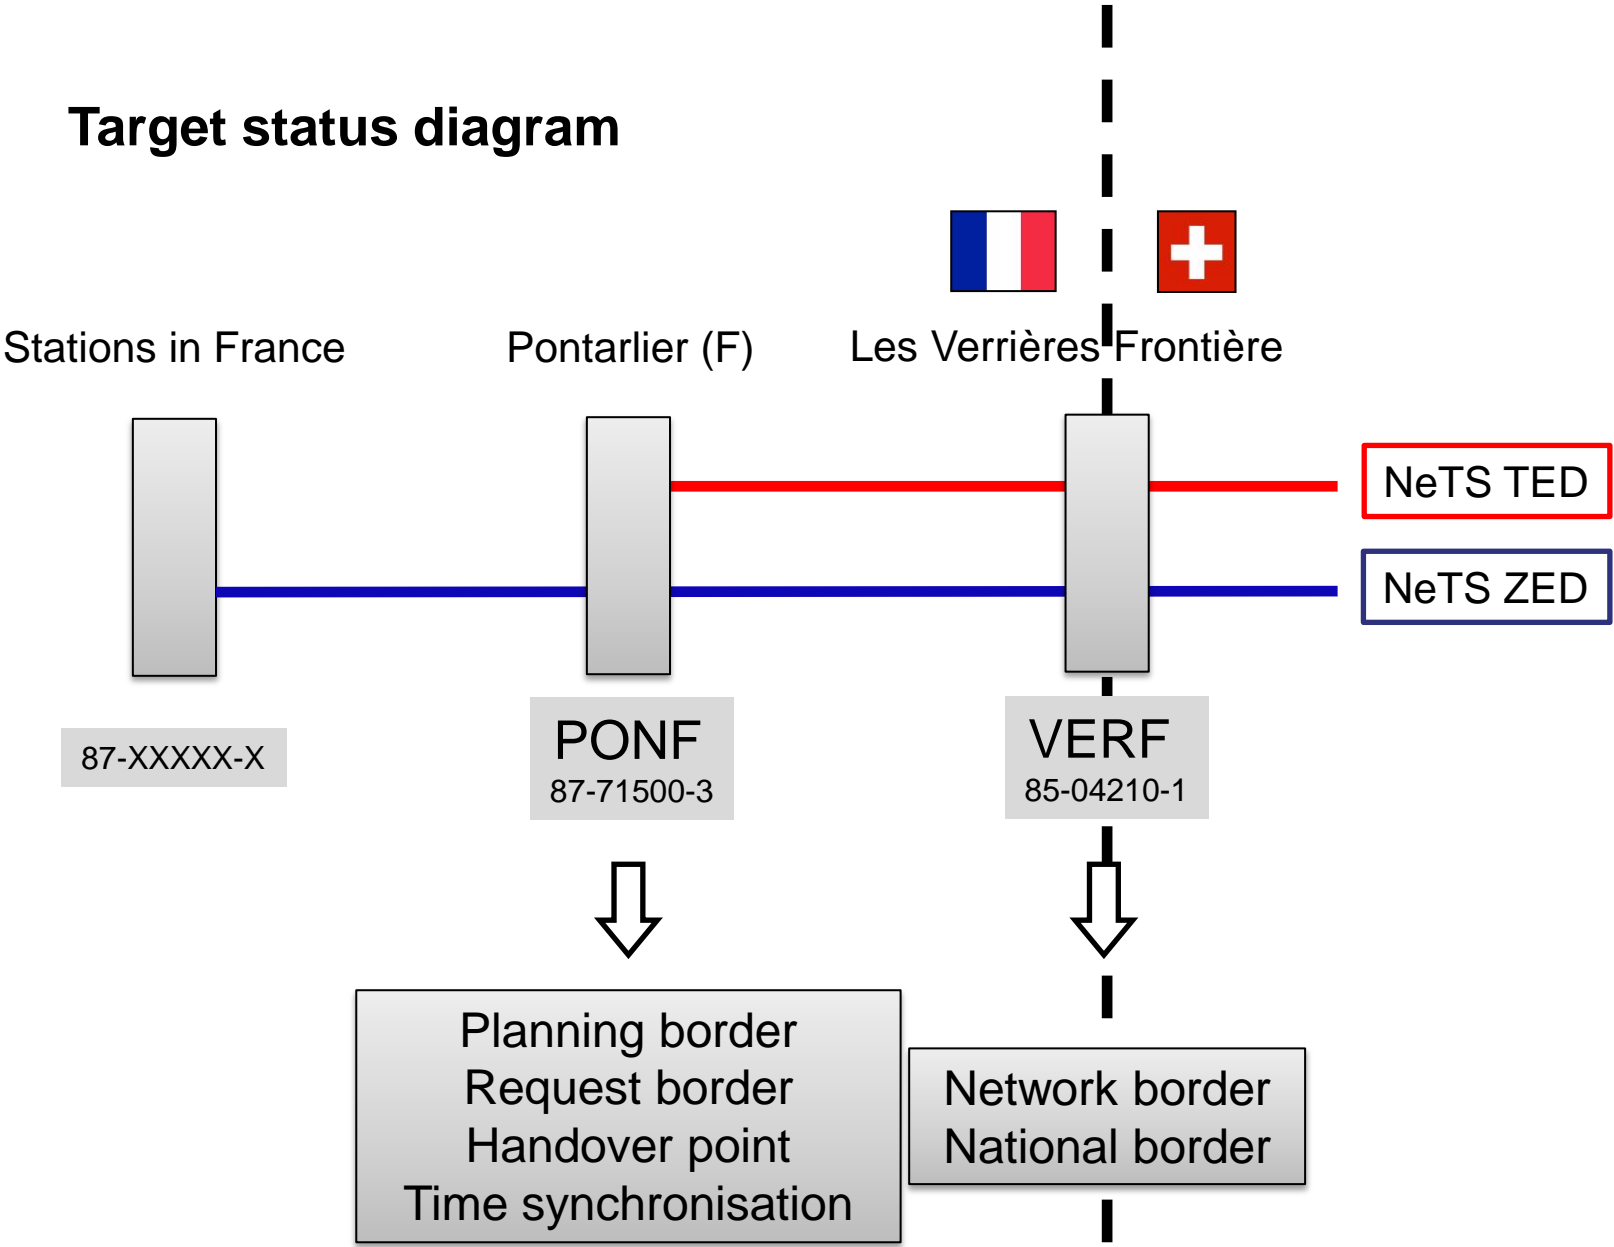 Target status diagram
Stations in France
Pontarlier (F)
Les Verrières Frontière
NeTS TED
NeTS ZED
87-XXXXX-X
PONF
87-71500-3
VERF
85-04210-1
Planning border
Request border
Handover point
Time synchronisation
Network border
National border